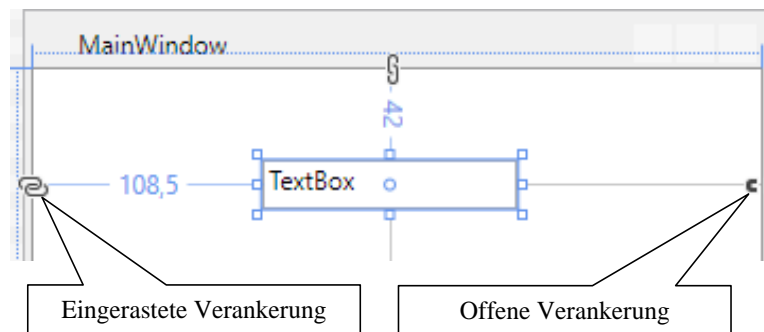 MainWindow
42
108,5
TextBox
Eingerastete Verankerung
Offene Verankerung